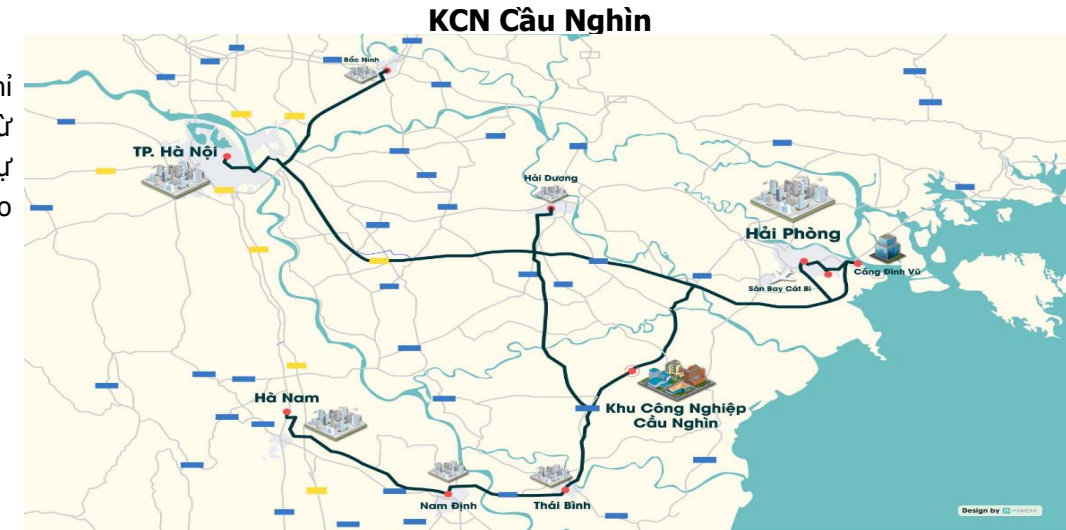 KCN Cầu Nghìn
hỉ
ừ
ự
o
Bắc Ninh
TP. Hà Nội
Hải Dương
Hải Phòng
Cảng Đình Vũ
Sân Bay Cát Bi
Khu Công Nghiệp
Cầu Nghìn
Hà Nam
Nam Định
Thái Bình
Design by